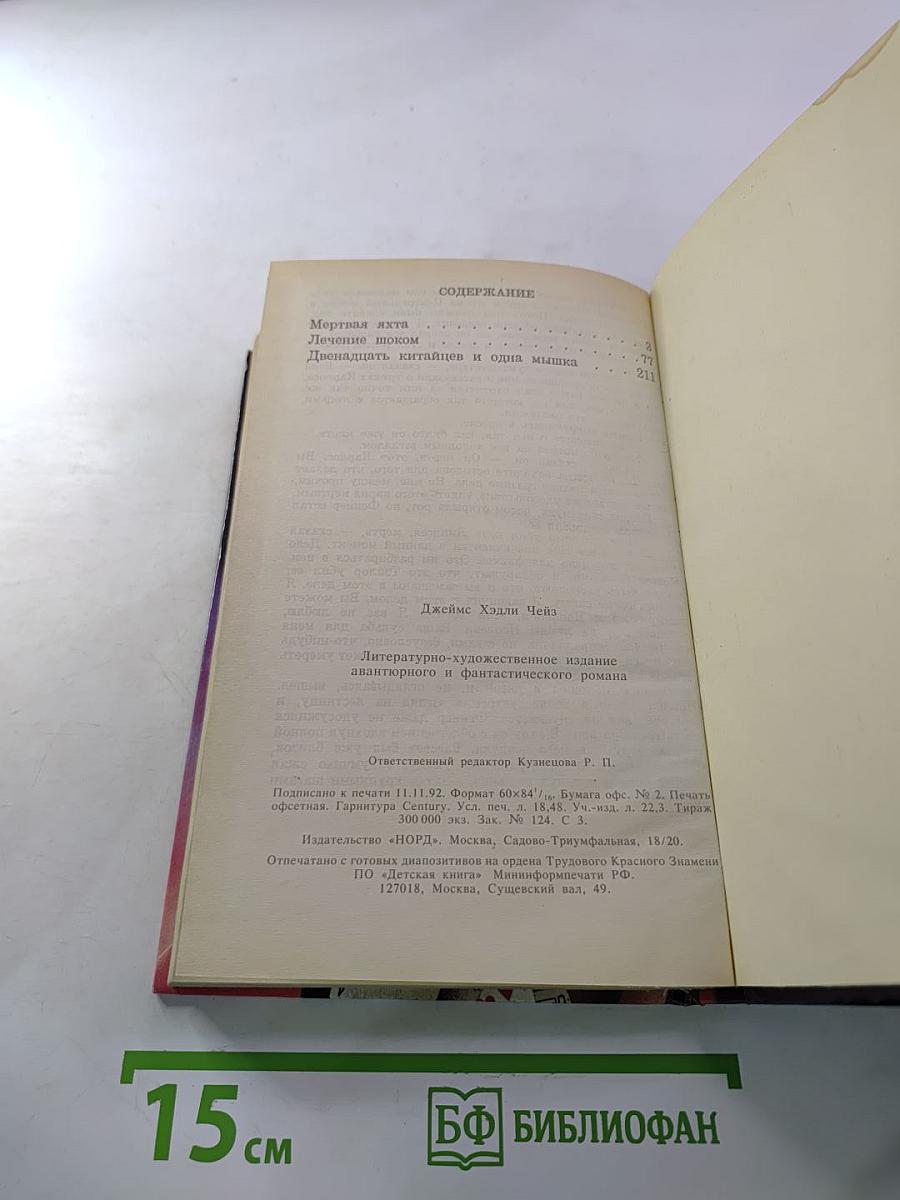 СОДЕРЖАНИЕ
Мертвая яхта . . . . . . . . . . . . . . 3
Лечение шоком . . . . . . . . . . . . . .77
Двенадцать китайцев и одна мышка . . . 211
Джеймс Хэдли Чейз
Литературно-художественное издание
авантюрного и фантастического романа
Ответственный редактор Кузнецова Р. П.
Подписано к печати 11.11.92. Формат 60×84¹/₁₆. Бумага офс. № 2. Печать
офсетная. Гарнитура Century. Усл. печ. л. 18,48. Уч.-изд. л. 22,3. Тираж
300 000 экз. Зак. № 124. С 3.
Издательство «НОРД». Москва, Садово-Триумфальная, 18/20.
Отпечатано с готовых диапозитивов на ордена Трудового Красного Знамени
ПО «Детская книга» Мининформпечати РФ.
127018, Москва, Сущевский вал, 49.
15 см
БФ БИБЛИОФАН